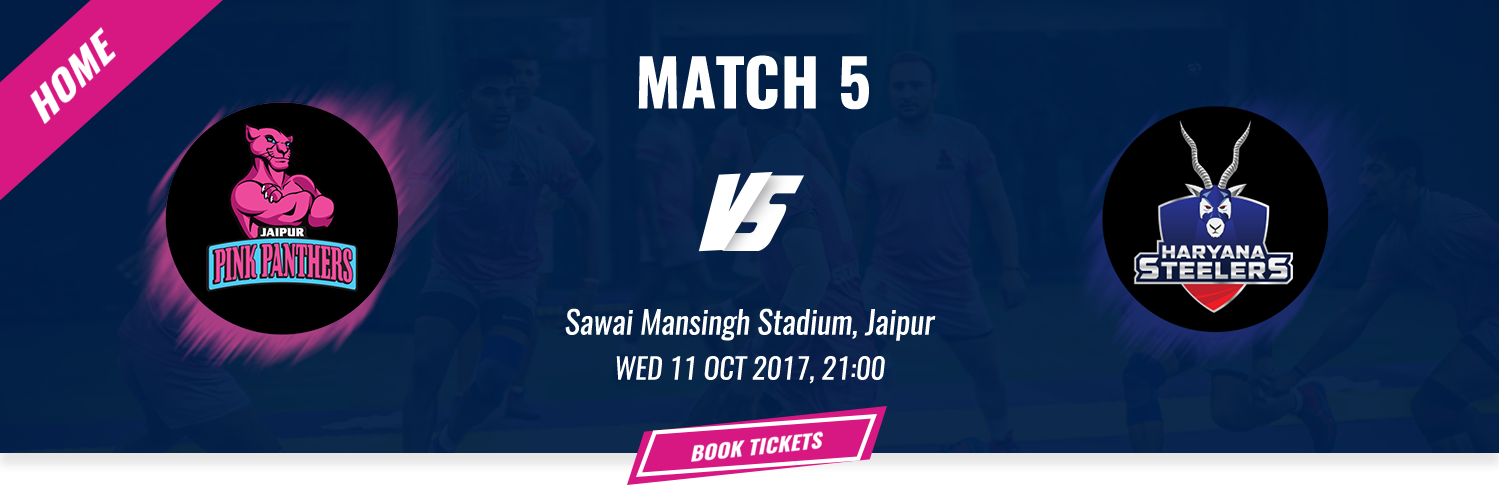 HOME
MATCH 5
VS
JAIPUR
PINK PANTHERS
HARYANA
STEELERS
Sawai Mansingh Stadium, Jaipur
WED 11 OCT 2017, 21:00
BOOK TICKETS